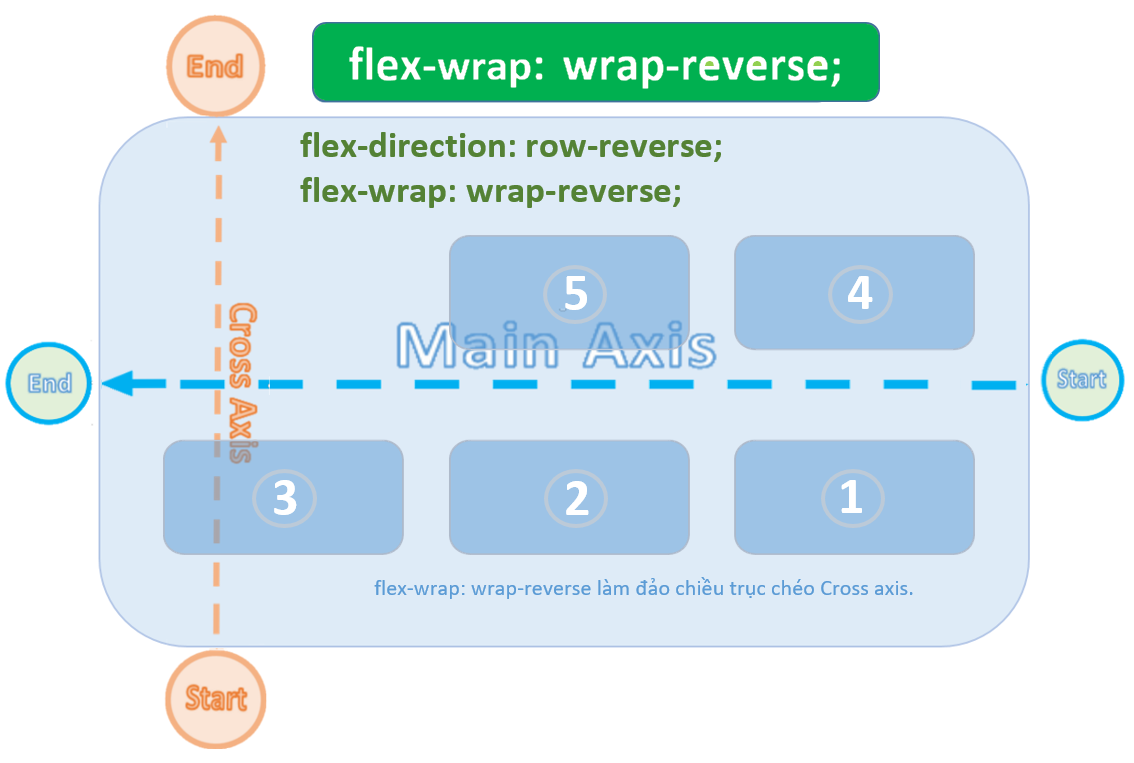 End
flex-wrap: wrap-reverse;
flex-direction: row-reverse;
flex-wrap: wrap-reverse;
5
4
Main Axis
Cross Axis
End
Start
3
2
1
flex-wrap: wrap-reverse làm đảo chiều trục chéo Cross axis.
Start